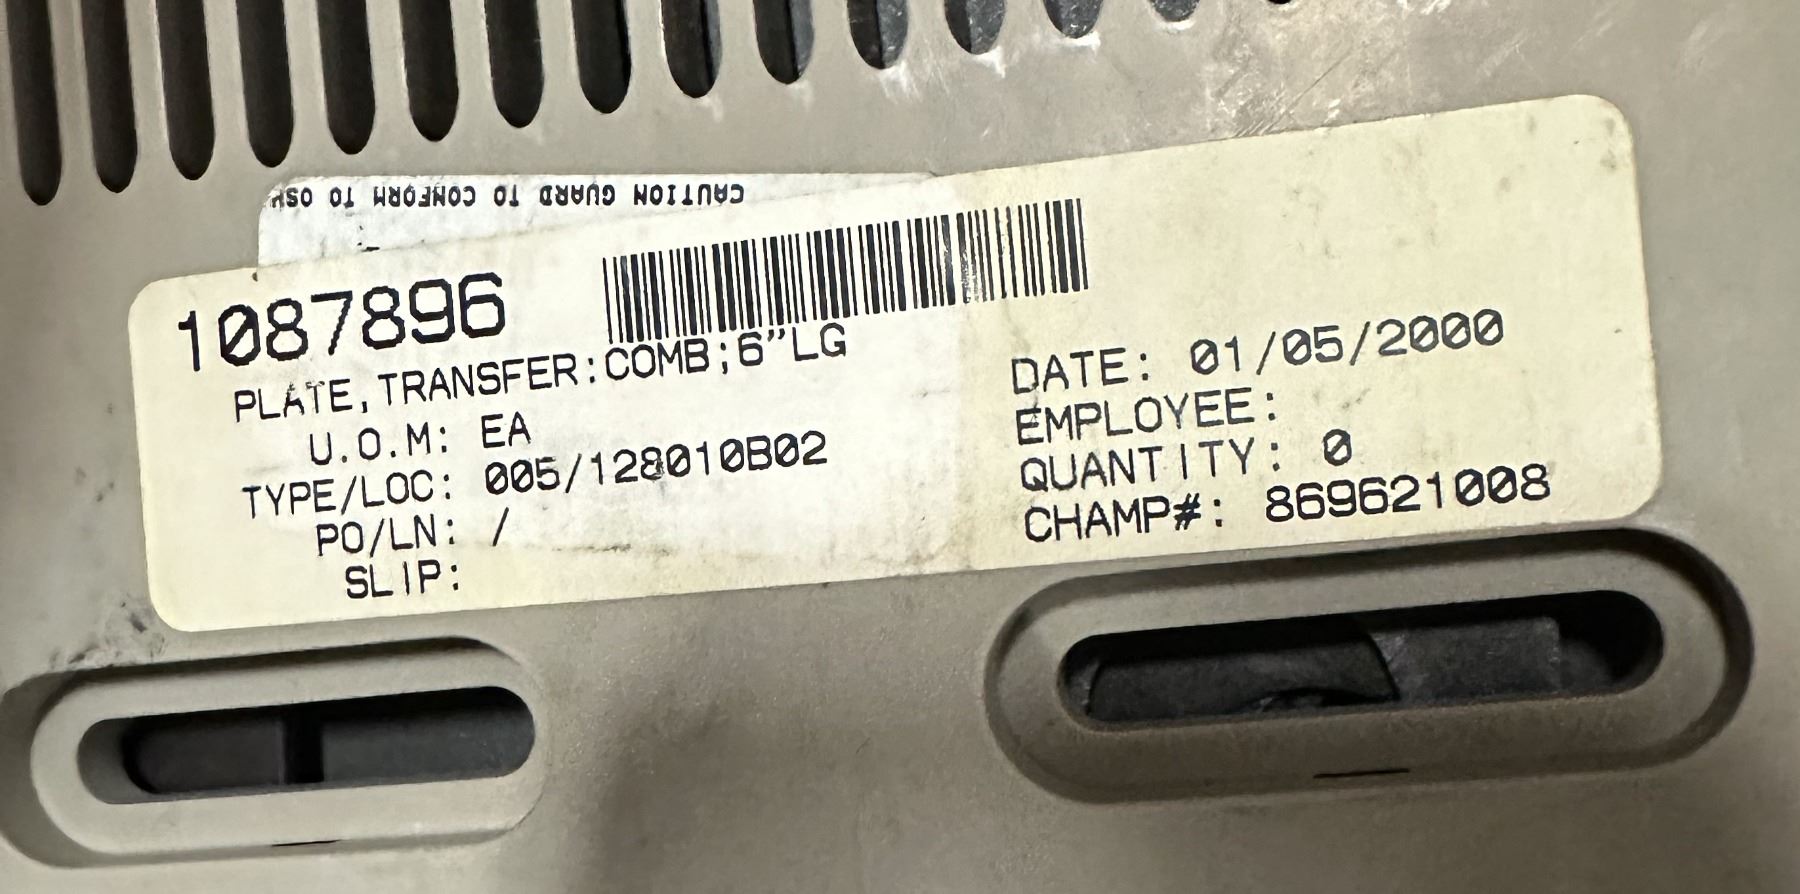 CAUTION GUARD TO CONFORM TO OSH
1087896
PLATE,TRANSFER:COMB;6"LG
U.O.M: EA
TYPE/LOC: 005/128010B02
PO/LN: /
SLIP:
DATE: 01/05/2000
EMPLOYEE:
QUANTITY: 0
CHAMP#: 869621008